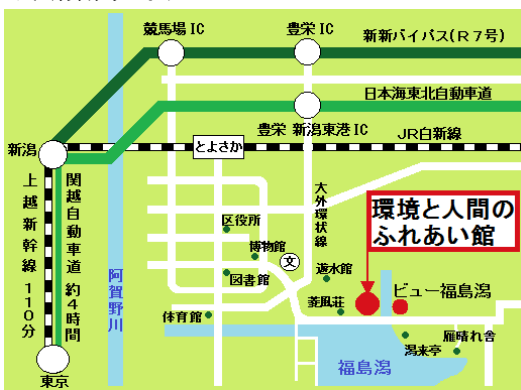 競馬場 IC
豊栄 IC
新新バイパス(R7号)
日本海東北自動車道
豊栄 新潟東港 IC
JR白新線
新潟
とよさか
上越新幹線 110分
関越自動車道 約4時間
阿賀野川
大外環状線
環境と人間の
ふれあい館
区役所
博物館
文
遊水館
図書館
菱風荘
ビュー福島潟
体育館
潟来亭
雁晴れ舎
福島潟
東京